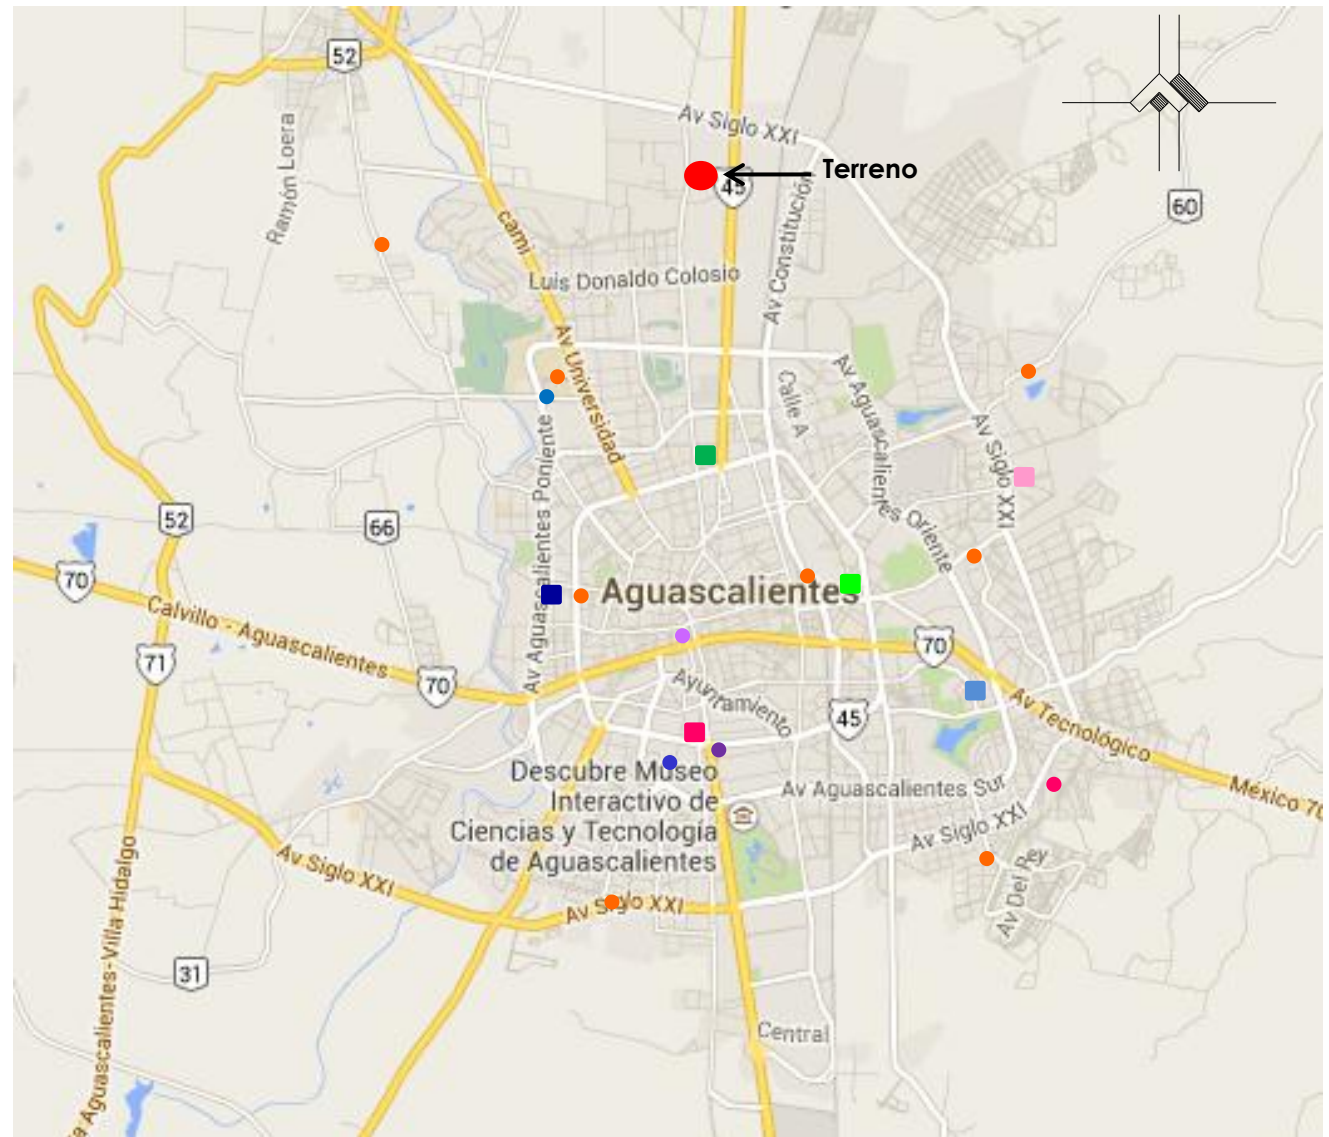 52
Av Siglo XXI
Terreno
45
Ramón Loera
60
cami
Av Constitución
Luis Donaldo Colosio
Av Universidad
Av Aguascalientes Oriente
Calle A
Av Siglo XXI
Av Aguascalientes Poniente
52
66
70
Aguascalientes
Calvillo - Aguascalientes
71
70
70
Ayuntamiento
45
Av Tecnológico
México 70
Descubre Museo
Interactivo de
Ciencias y Tecnología
de Aguascalientes
Av Aguascalientes Sur
Av Siglo XXI
Av Siglo XXI
Av Del Rey
Av Siglo XXI
a Aguascalientes-Villa Hidalgo
31
Central